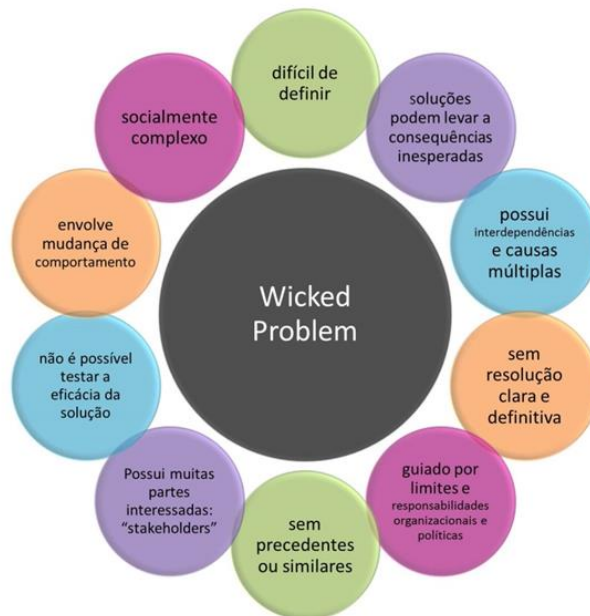 difícil de
definir
soluções
podem levar a
consequências
inesperadas
possui
interdependências
e causas
múltiplas
sem
resolução
clara e
definitiva
guiado por
limites e
responsabilidades
organizacionais e
políticas
sem
precedentes
ou similares
Possui muitas
partes
interessadas:
“stakeholders”
não é possível
testar a
eficácia da
solução
envolve
mudança de
comportamento
socialmente
complexo
Wicked
Problem